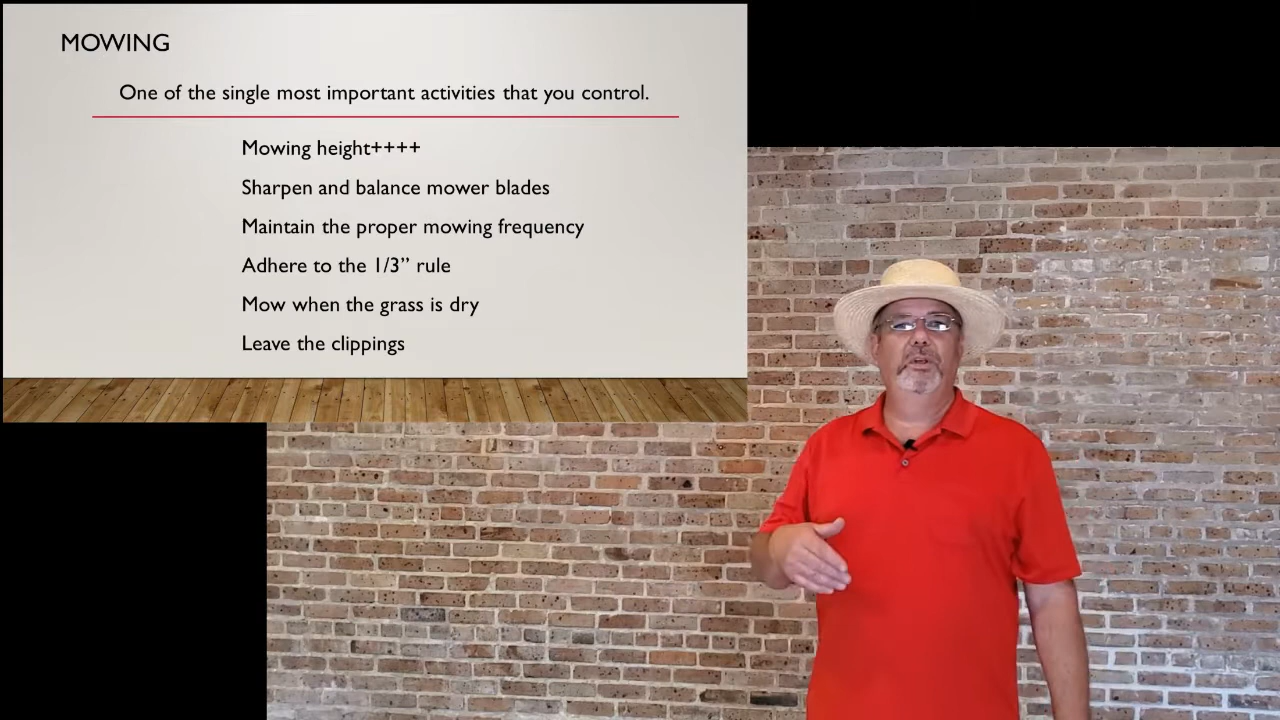 MOWING
One of the single most important activities that you control.
Mowing height++++
Sharpen and balance mower blades
Maintain the proper mowing frequency
Adhere to the 1/3” rule
Mow when the grass is dry
Leave the clippings